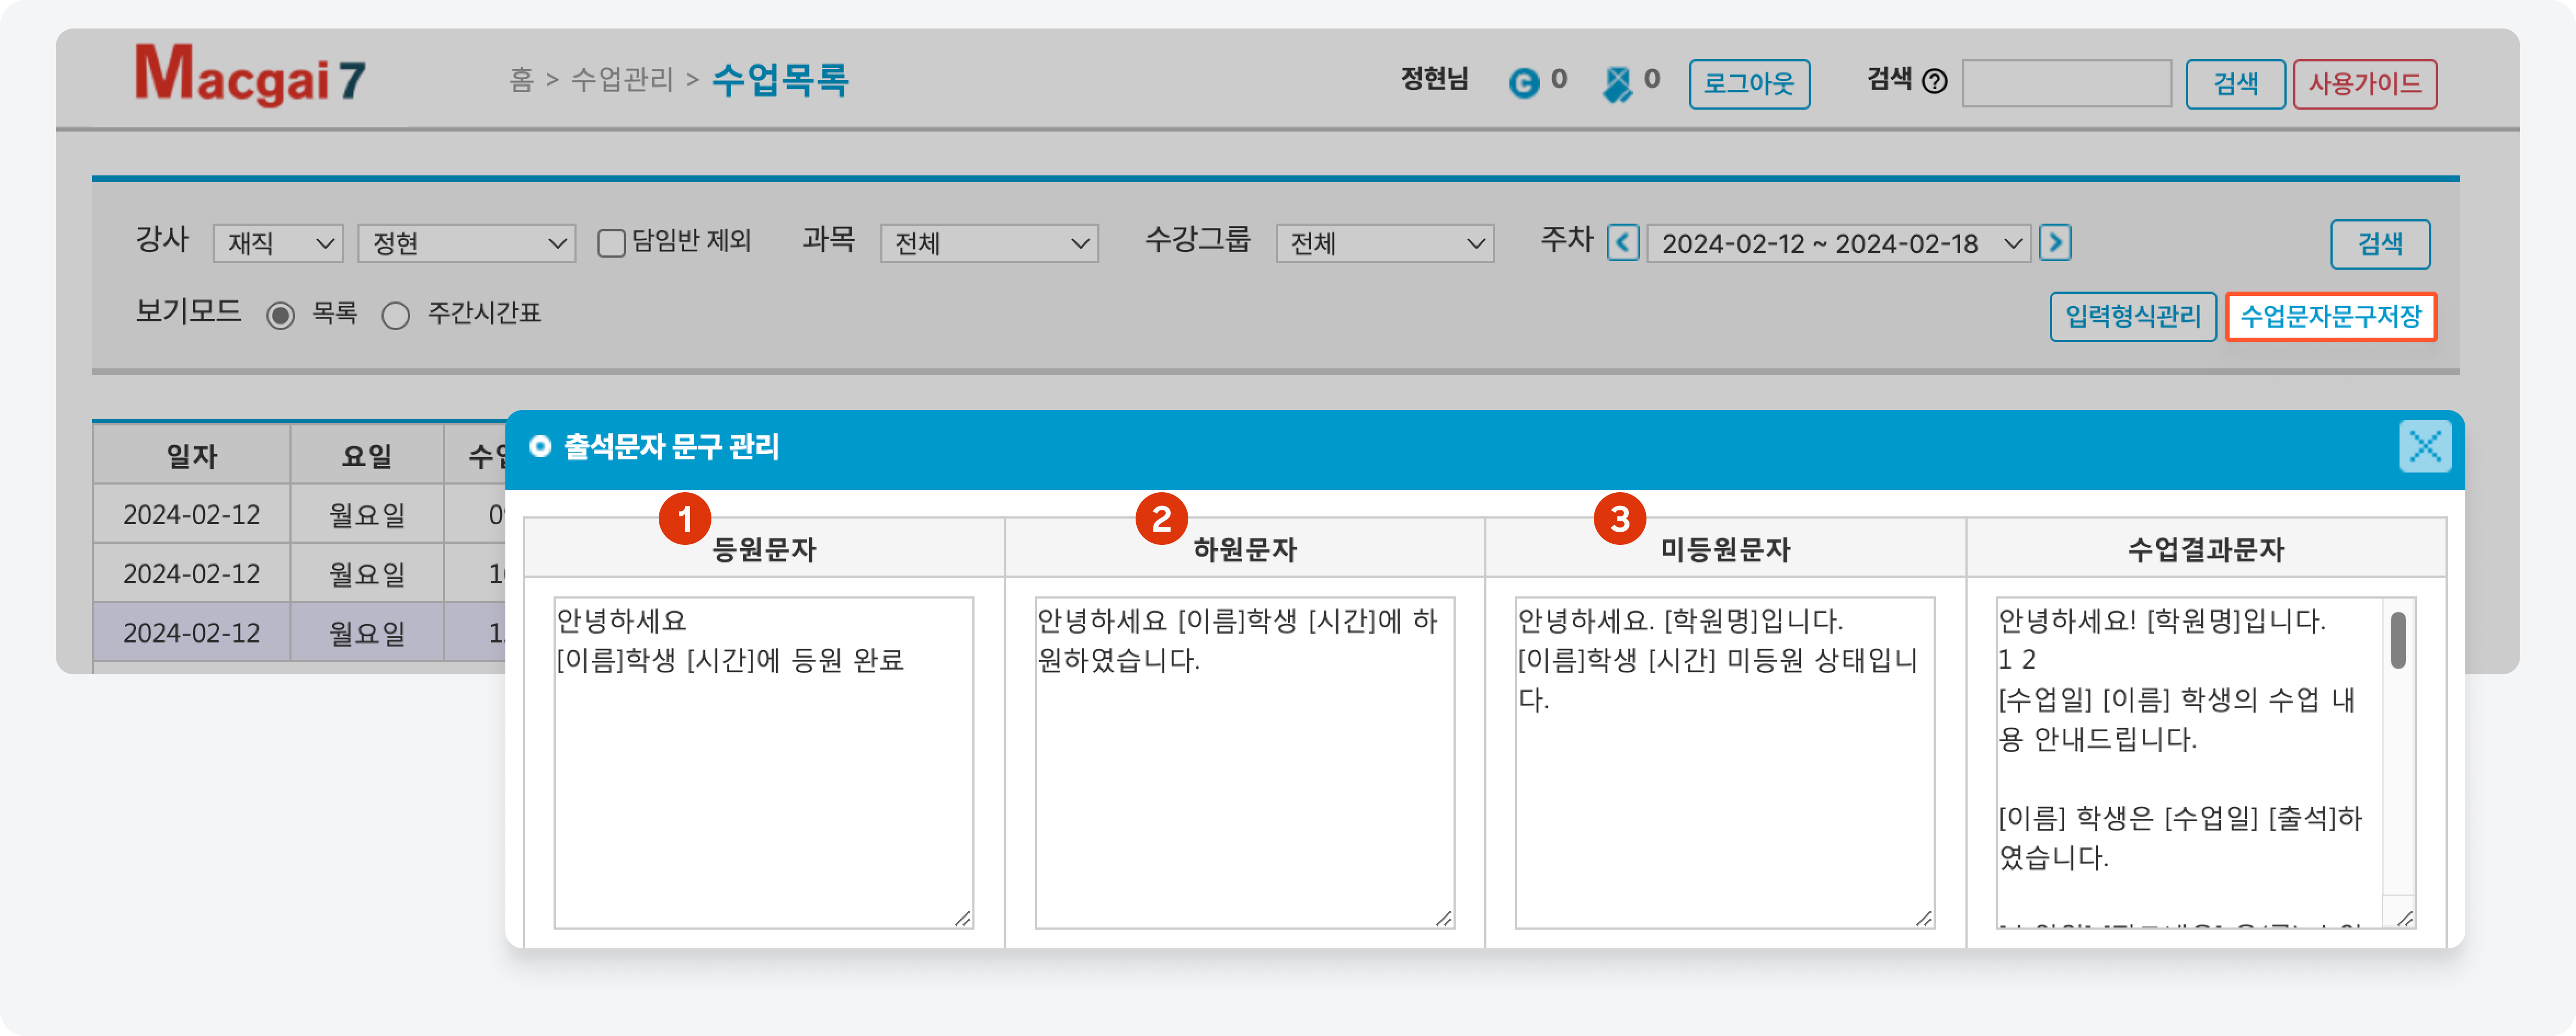 Macgai 7
홈 > 수업관리 > 수업목록
정현님 0 0 로그아웃 검색 ? 검색 사용가이드
강사 재직 정현 담임반 제외 과목 전체 수강그룹 전체 주차 2024-02-12 ~ 2024-02-18 검색
보기모드 목록 주간시간표 입력형식관리 수업문자문구저장
일자 요일
2024-02-12 월요일
2024-02-12 월요일
2024-02-12 월요일
출석문자 문구 관리
1 등원문자
안녕하세요
[이름]학생 [시간]에 등원 완료
2 하원문자
안녕하세요 [이름]학생 [시간]에 하
원하였습니다.
3 미등원문자
안녕하세요. [학원명]입니다.
[이름]학생 [시간] 미등원 상태입니
다.
수업결과문자
안녕하세요! [학원명]입니다.
1 2
[수업일] [이름] 학생의 수업 내
용 안내드립니다.
[이름] 학생은 [수업일] [출석]하
였습니다.